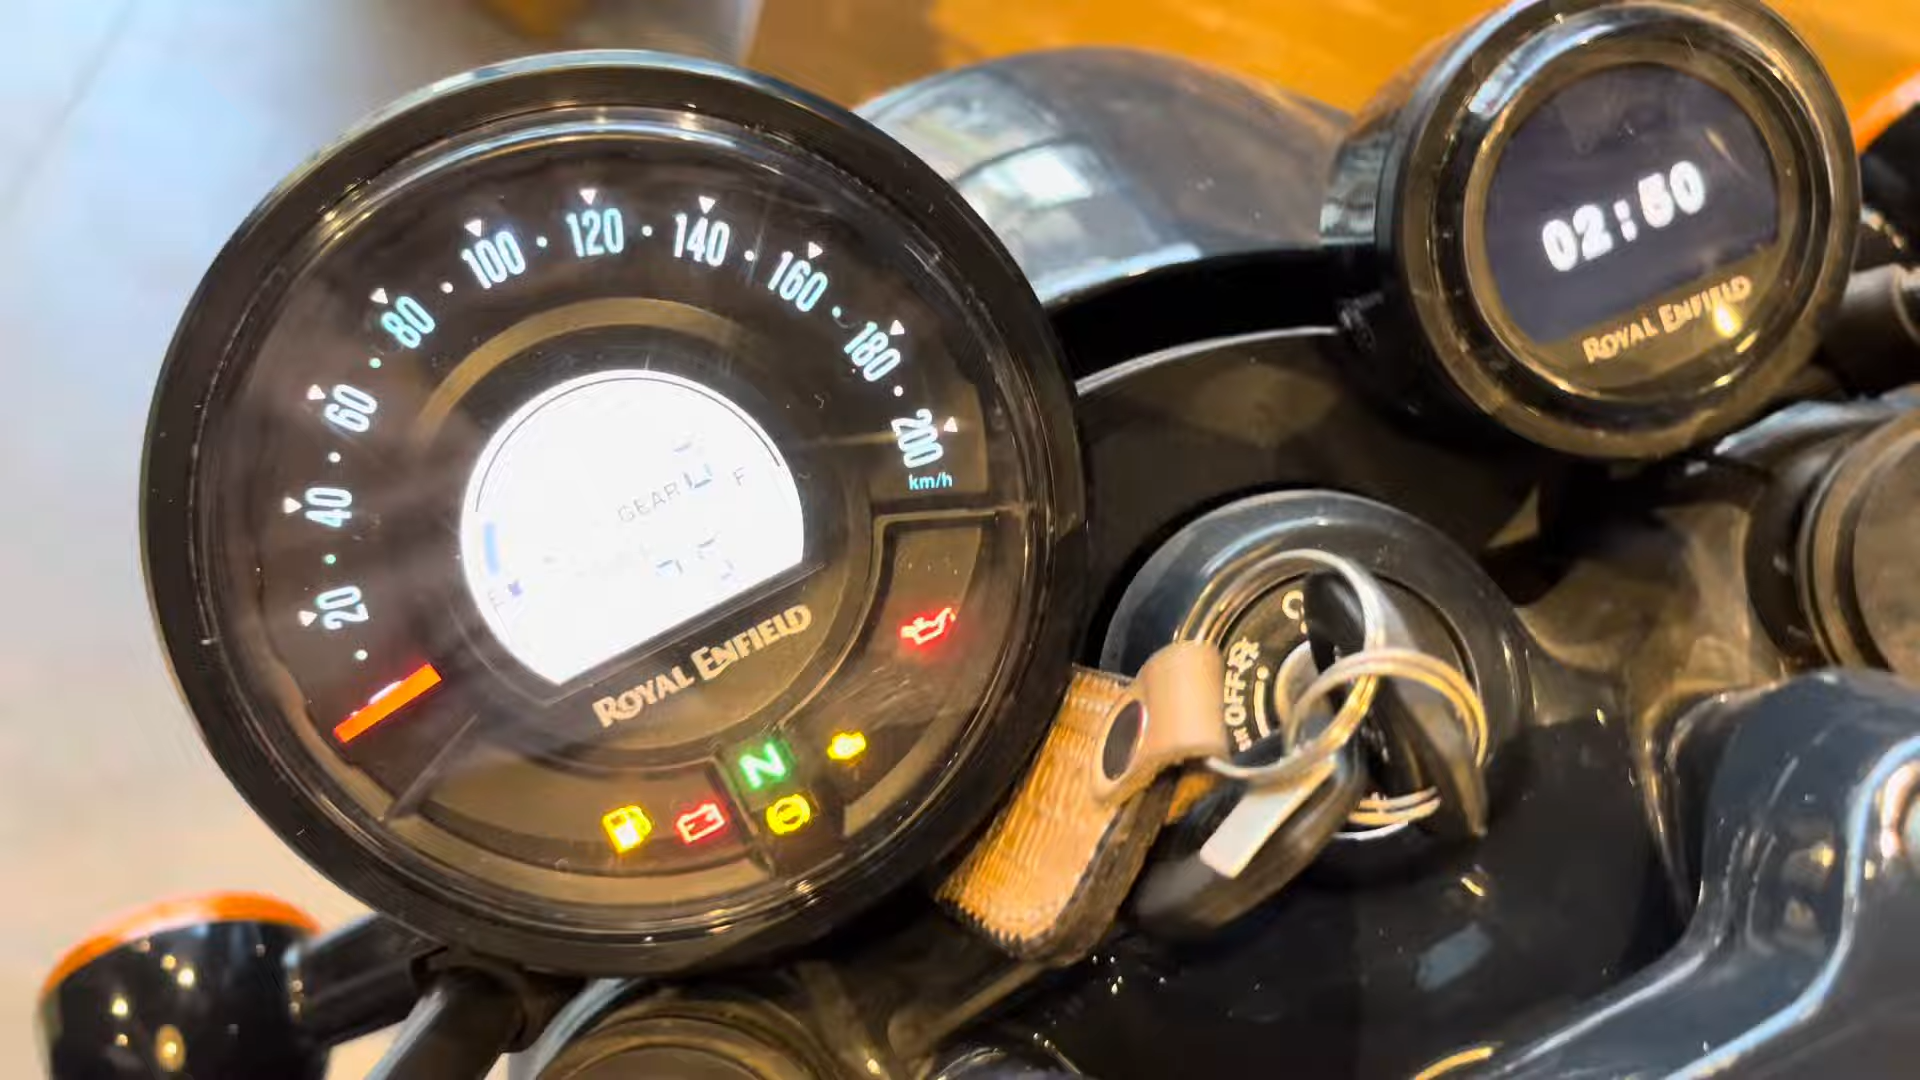 20
40
60
80
100
120
140
160
180
200
km/h
GEAR
F
E
ROYAL ENFIELD
N
02:50
ROYAL ENFIELD
OFF